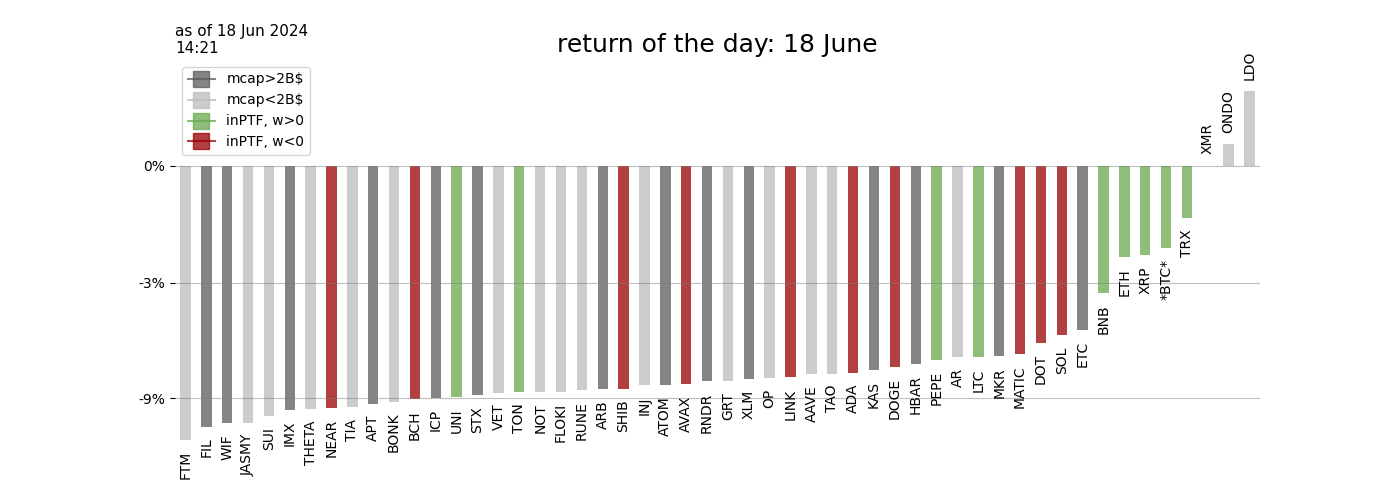 as of 18 Jun 2024
14:21
return of the day: 18 June
mcap>2B$
mcap<2B$
inPTF, w>0
inPTF, w<0
0%
-3%
-9%
FTM
FIL
WIF
JASMY
SUI
IMX
THETA
NEAR
TIA
APT
BONK
BCH
ICP
UNI
STX
VET
TON
NOT
FLOKI
RUNE
ARB
SHIB
INJ
ATOM
AVAX
RNDR
GRT
XLM
OP
LINK
AAVE
TAO
ADA
KAS
DOGE
HBAR
PEPE
AR
LTC
MKR
MATIC
DOT
SOL
ETC
BNB
ETH
XRP
*BTC*
TRX
XMR
ONDO
LDO